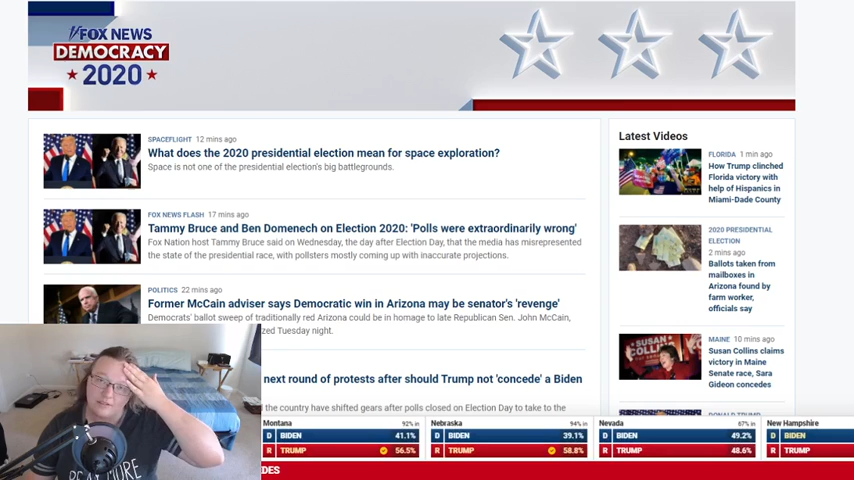 FOX NEWS
DEMOCRACY
2020
SPACEFLIGHT 12 mins ago
What does the 2020 presidential election mean for space exploration?
Space is not one of the presidential election's big battlegrounds.
FOX NEWS FLASH 17 mins ago
Tammy Bruce and Ben Domenech on Election 2020: 'Polls were extraordinarily wrong'
Fox Nation host Tammy Bruce said on Wednesday, the day after Election Day, that the media has misrepresented
the state of the presidential race, with pollsters mostly coming up with inaccurate projections.
POLITICS 22 mins ago
Former McCain adviser says Democratic win in Arizona may be senator's 'revenge'
Democrats' ballot sweep of traditionally red Arizona could be in homage to late Republican Sen. John McCain,
Tuesday night.
next round of protests after should Trump not 'concede' a Biden
the country have shifted gears after polls closed on Election Day to take to the
Latest Videos
FLORIDA 1 min ago
How Trump clinched
Florida victory with
help of Hispanics in
Miami-Dade County
2020 PRESIDENTIAL
ELECTION
2 mins ago
Ballots taken from
mailboxes in
Arizona found by
farm worker,
officials say
SUSAN
COLLINS
MAINE 10 mins ago
Susan Collins claims
victory in Maine
Senate race, Sara
Gideon concedes
DONALD TRUMP
Montana 92% in
D BIDEN 41.1%
R TRUMP 56.5%
Nebraska 94% in
D BIDEN 39.1%
R TRUMP 58.8%
Nevada 67% in
D BIDEN 49.2%
R TRUMP 48.6%
New Hampshire
D BIDEN
R TRUMP
DES
READ MORE